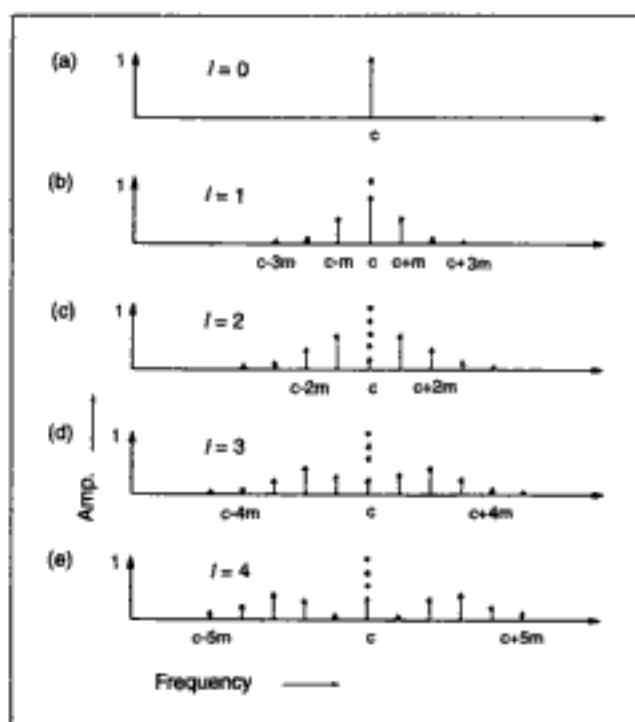 (a) 1 I = 0
c
(b) 1 I = 1
c-3m c-m c c+m c+3m
(c) 1 I = 2
c-2m c c+2m
(d) 1 I = 3
c-4m c c+4m
Amp.
(e) 1 I = 4
c-5m c c+5m
Frequency